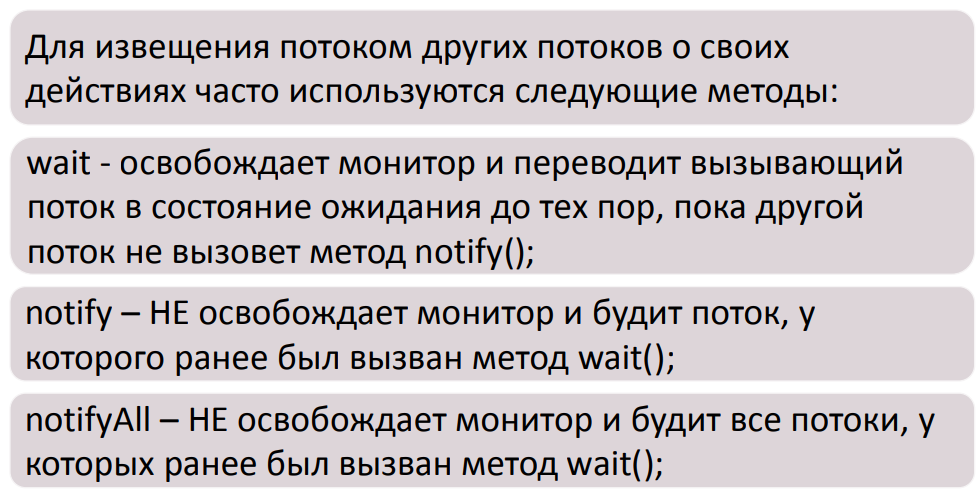 Для извещения потоком других потоков о своих
действиях часто используются следующие методы:
wait - освобождает монитор и переводит вызывающий
поток в состояние ожидания до тех пор, пока другой
поток не вызовет метод notify();
notify – НЕ освобождает монитор и будит поток, у
которого ранее был вызван метод wait();
notifyAll – НЕ освобождает монитор и будит все потоки, у
которых ранее был вызван метод wait();